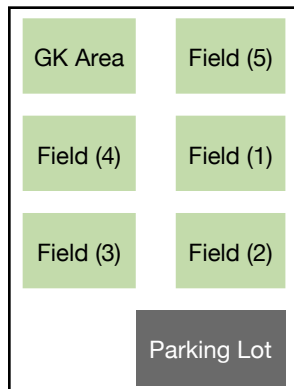 GK Area
Field (5)
Field (4)
Field (1)
Field (3)
Field (2)
Parking Lot